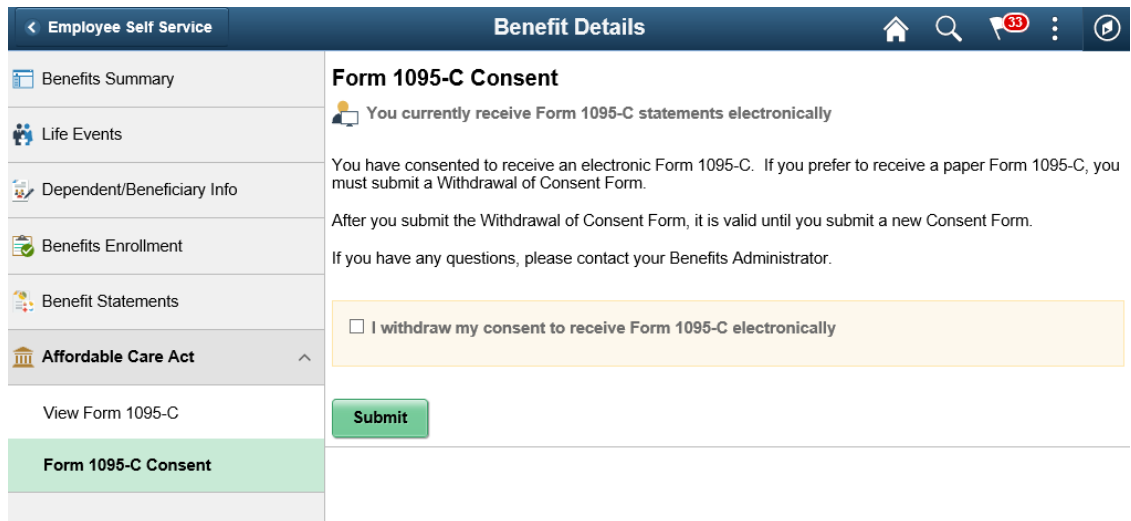 Employee Self Service
Benefit Details
33
Benefits Summary
Life Events
Dependent/Beneficiary Info
Benefits Enrollment
Benefit Statements
Affordable Care Act
View Form 1095-C
Form 1095-C Consent
Form 1095-C Consent
You currently receive Form 1095-C statements electronically
You have consented to receive an electronic Form 1095-C. If you prefer to receive a paper Form 1095-C, you
must submit a Withdrawal of Consent Form.
After you submit the Withdrawal of Consent Form, it is valid until you submit a new Consent Form.
If you have any questions, please contact your Benefits Administrator.
I withdraw my consent to receive Form 1095-C electronically
Submit